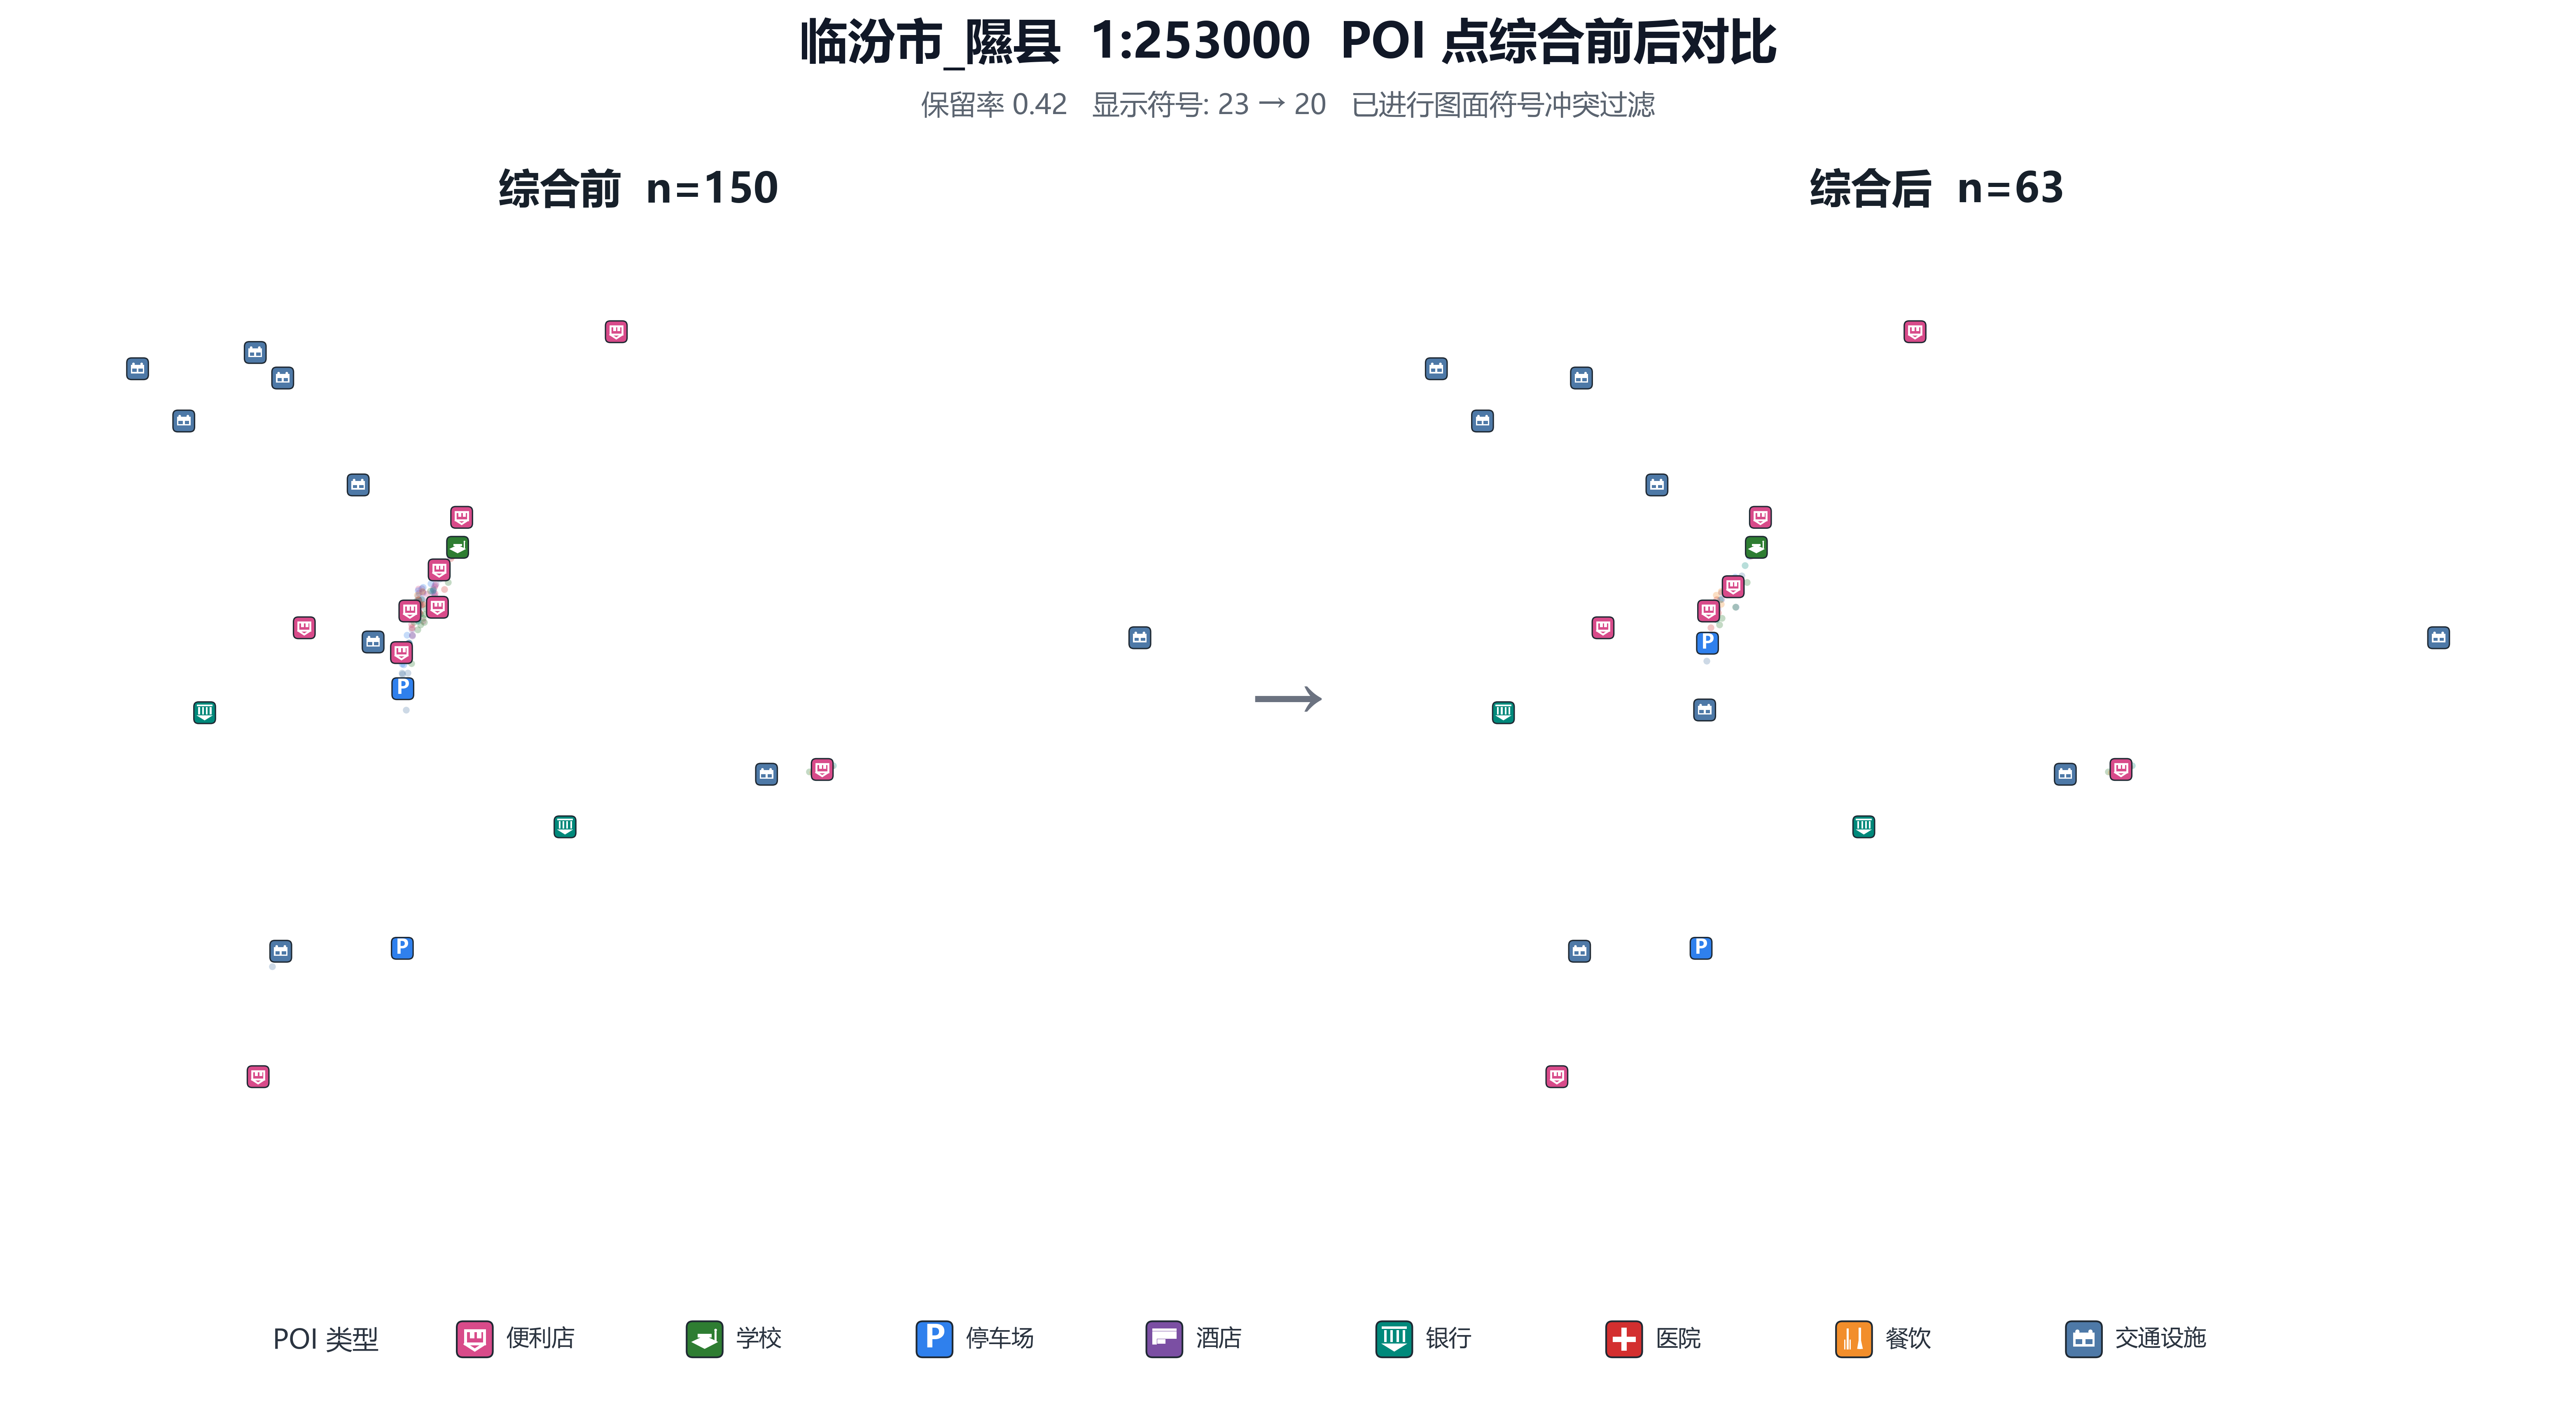 临汾市_隰县 1:253000 POI 点综合前后对比
保留率 0.42 显示符号: 23 → 20 已进行图面符号冲突过滤
综合前 n=150
综合后 n=63
P
P
P
P
→
POI 类型 便利店 学校 P 停车场 酒店 银行 医院 餐饮 交通设施